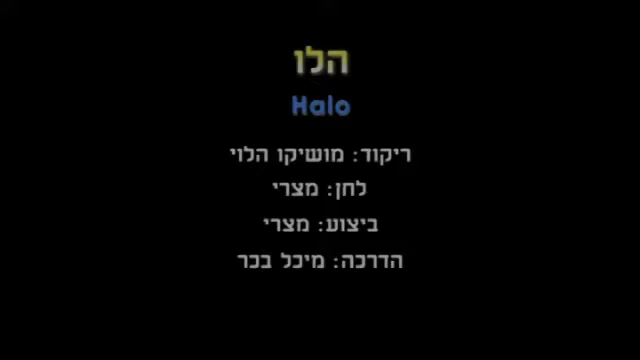 הלו
Halo
ריקוד: מושיקו הלוי
לחן: מצרי
ביצוע: מצרי
הדרכה: מיכל בכר